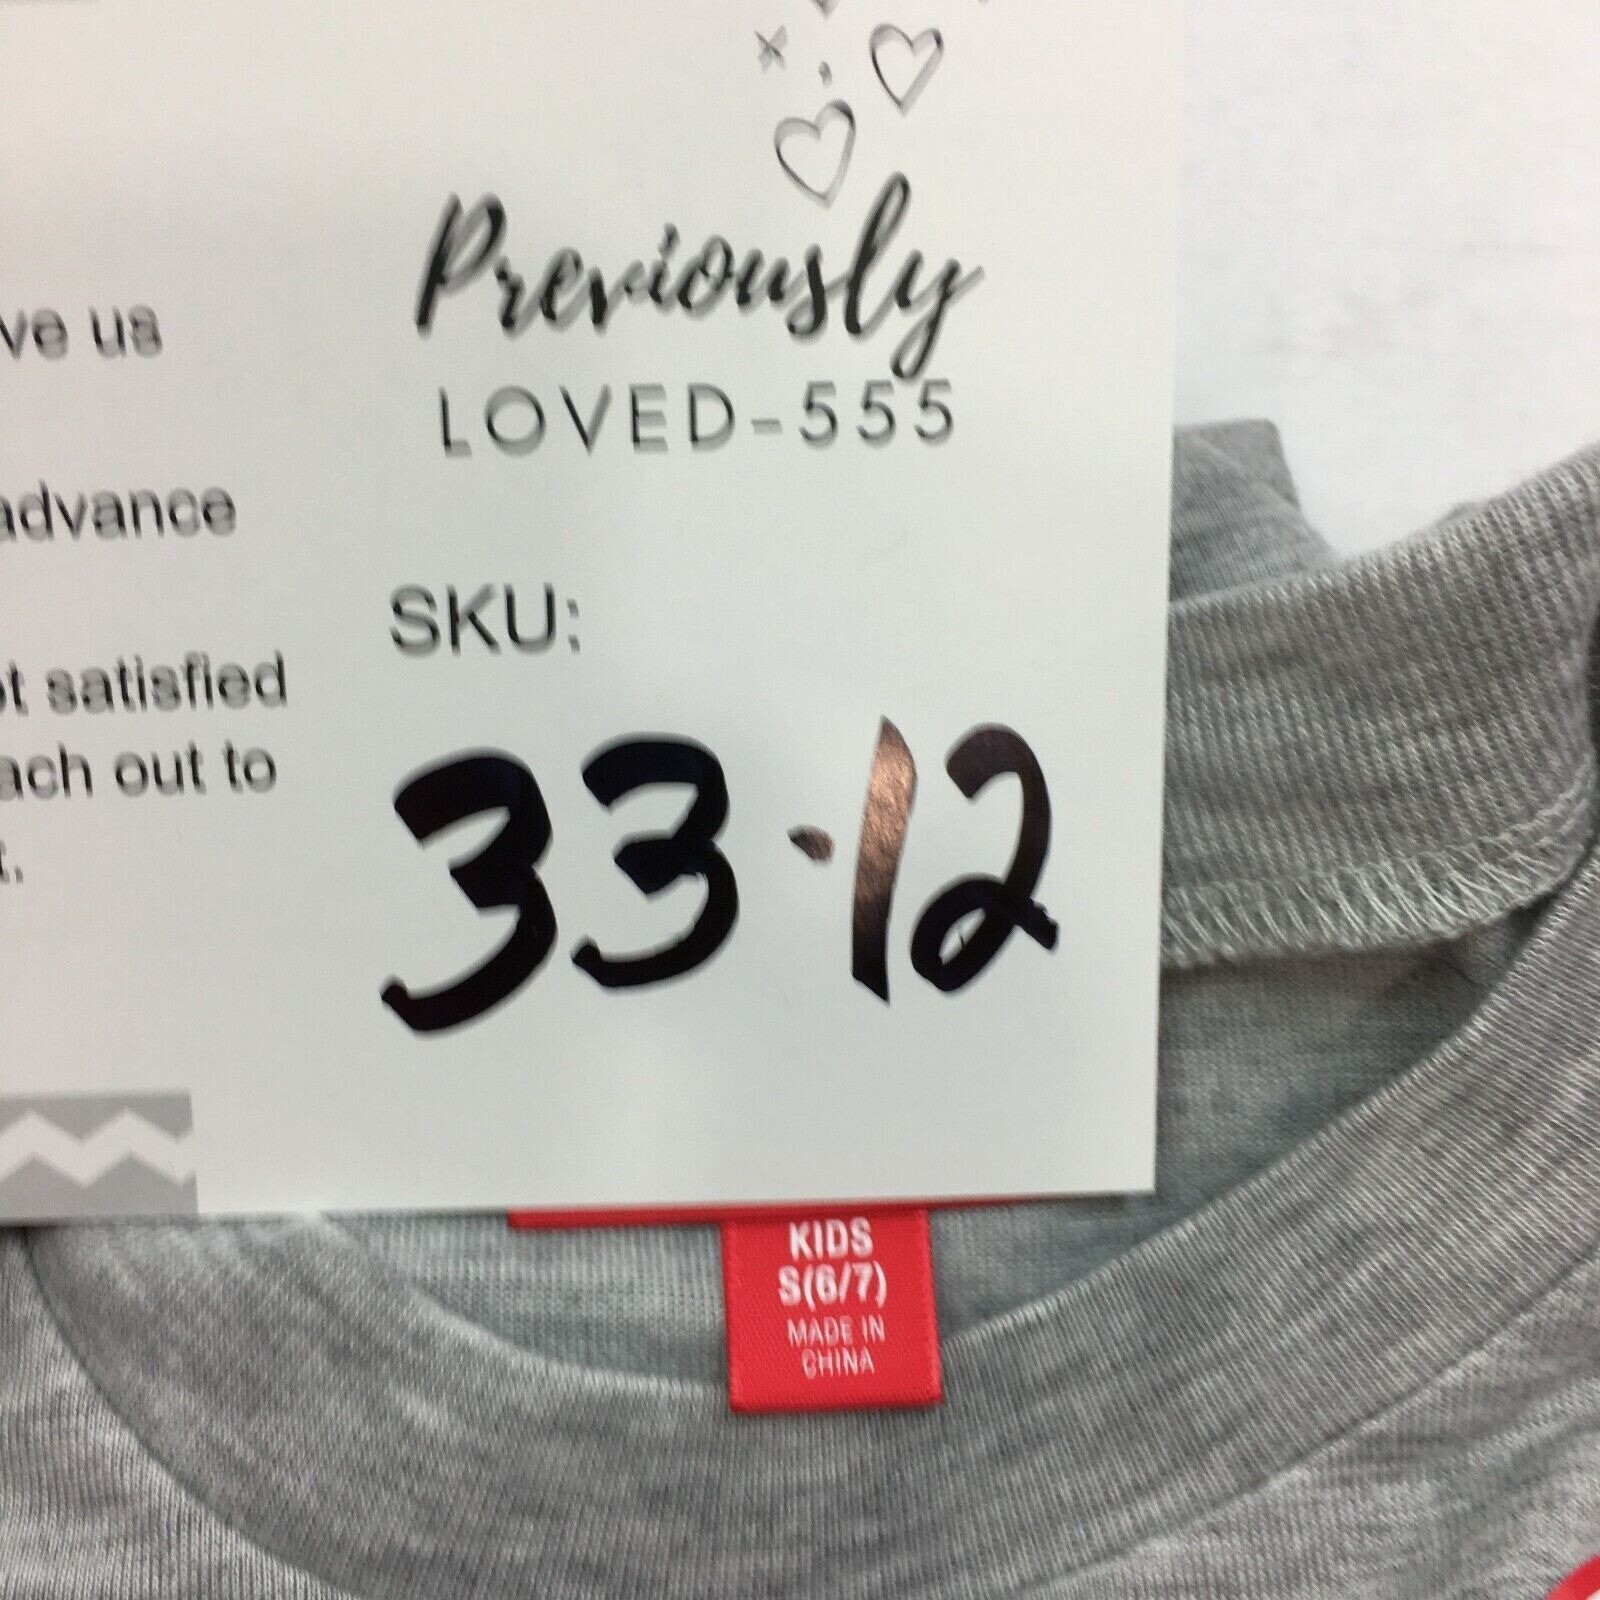 ve us
advance
satisfied
ach out to
Previously
LOVED-555
SKU:
33-12
KIDS
S(6/7)
MADE IN
CHINA